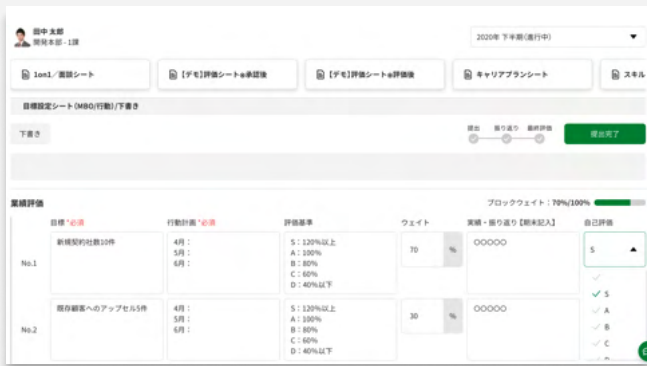 田中 太郎
開発本部 - 1課
2020年 下半期(進行中)
1on1／面談シート
【デモ】評価シート@承認後
【デモ】評価シート@評価後
キャリアプランシート
スキル
目標設定シート(MBO/行動)/下書き
下書き
提出 振り返り 最終評価
提出完了
業績評価
ブロックウェイト：70%/100%
目標 *必須 行動計画 *必須 評価基準 ウェイト 実績・振り返り【期末記入】 自己評価
No.1
新規契約社数10件
4月：
5月：
6月：
S：120%以上
A：100%
B：80%
C：60%
D：40%以下
70 %
○○○○○
S
S
A
B
C
No.2
既存顧客へのアップセル5件
4月：
5月：
6月：
S：120%以上
A：100%
B：80%
C：60%
D：40%以下
30 %
○○○○○